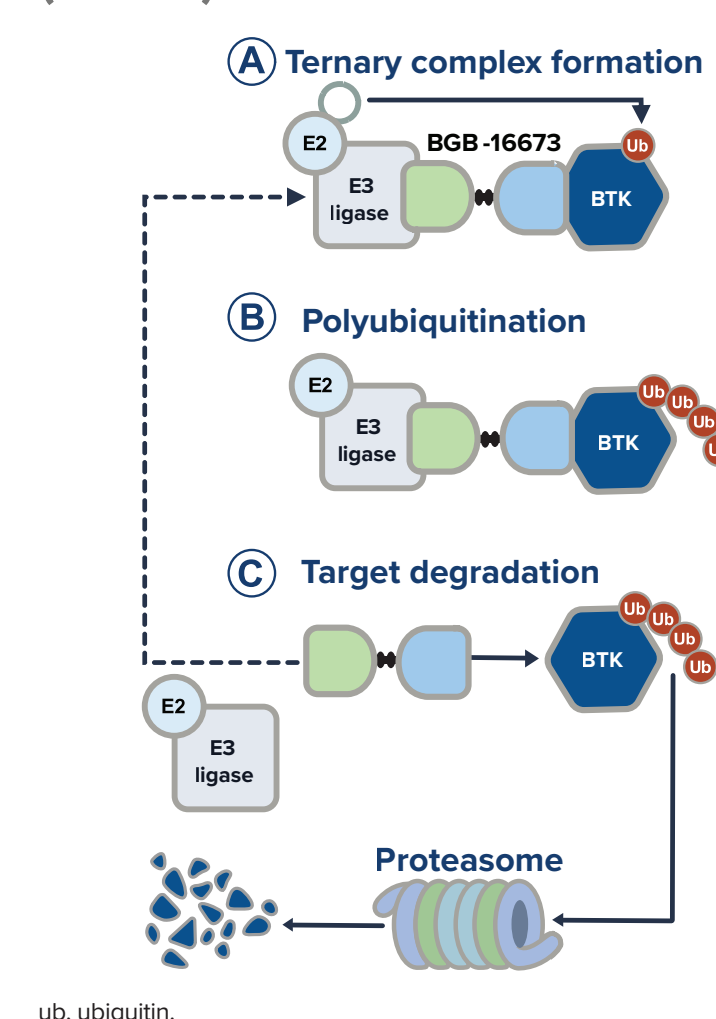 A Ternary complex formation
E2
BGB -16673
Ub
E3
ligase
BTK
B Polyubiquitination
E2
Ub
Ub
Ub
E3
ligase
BTK
C Target degradation
Ub
Ub
Ub
Ub
BTK
E2
E3
ligase
Proteasome
ub, ubiquitin.